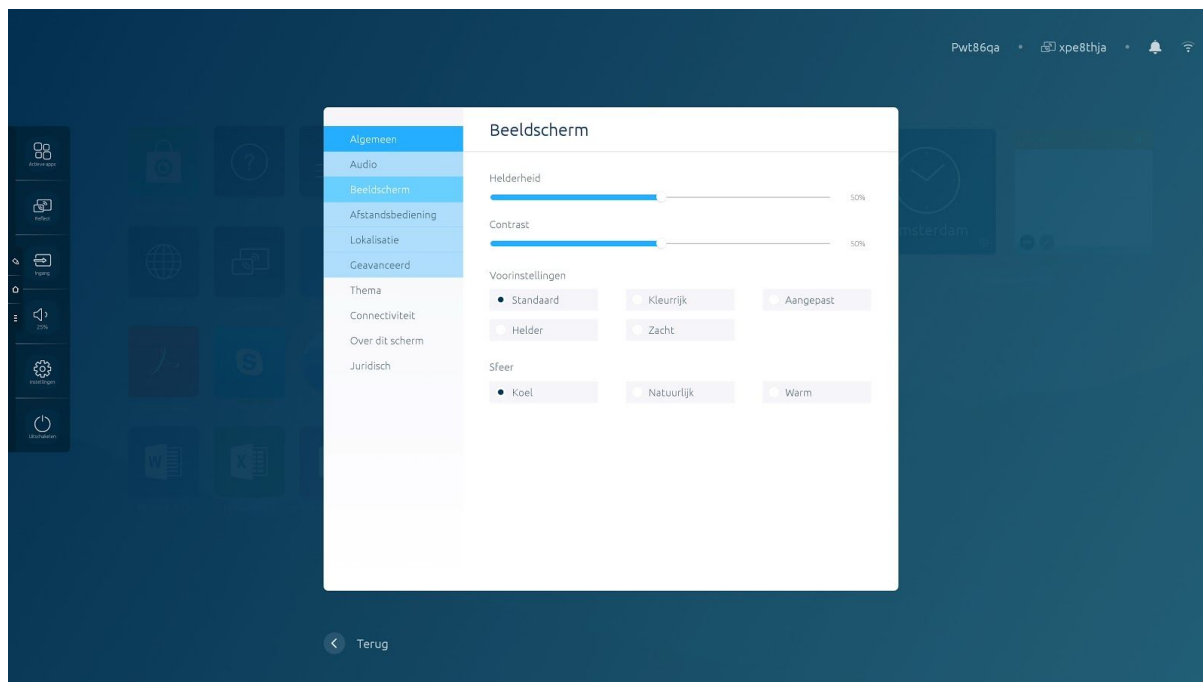 Pwt86qa
xpe8thja
Actieve apps
Reflect
Ingang
25%
Instellingen
Uitschakelen
Algemeen
Audio
Beeldscherm
Afstandsbediening
Lokalisatie
Geavanceerd
Thema
Connectiviteit
Over dit scherm
Juridisch
Beeldscherm
Helderheid
50%
Contrast
50%
Voorinstellingen
Standaard Kleurrijk Aangepast
Helder Zacht
Sfeer
Koel Natuurlijk Warm
msterdam
W
X
S
Terug